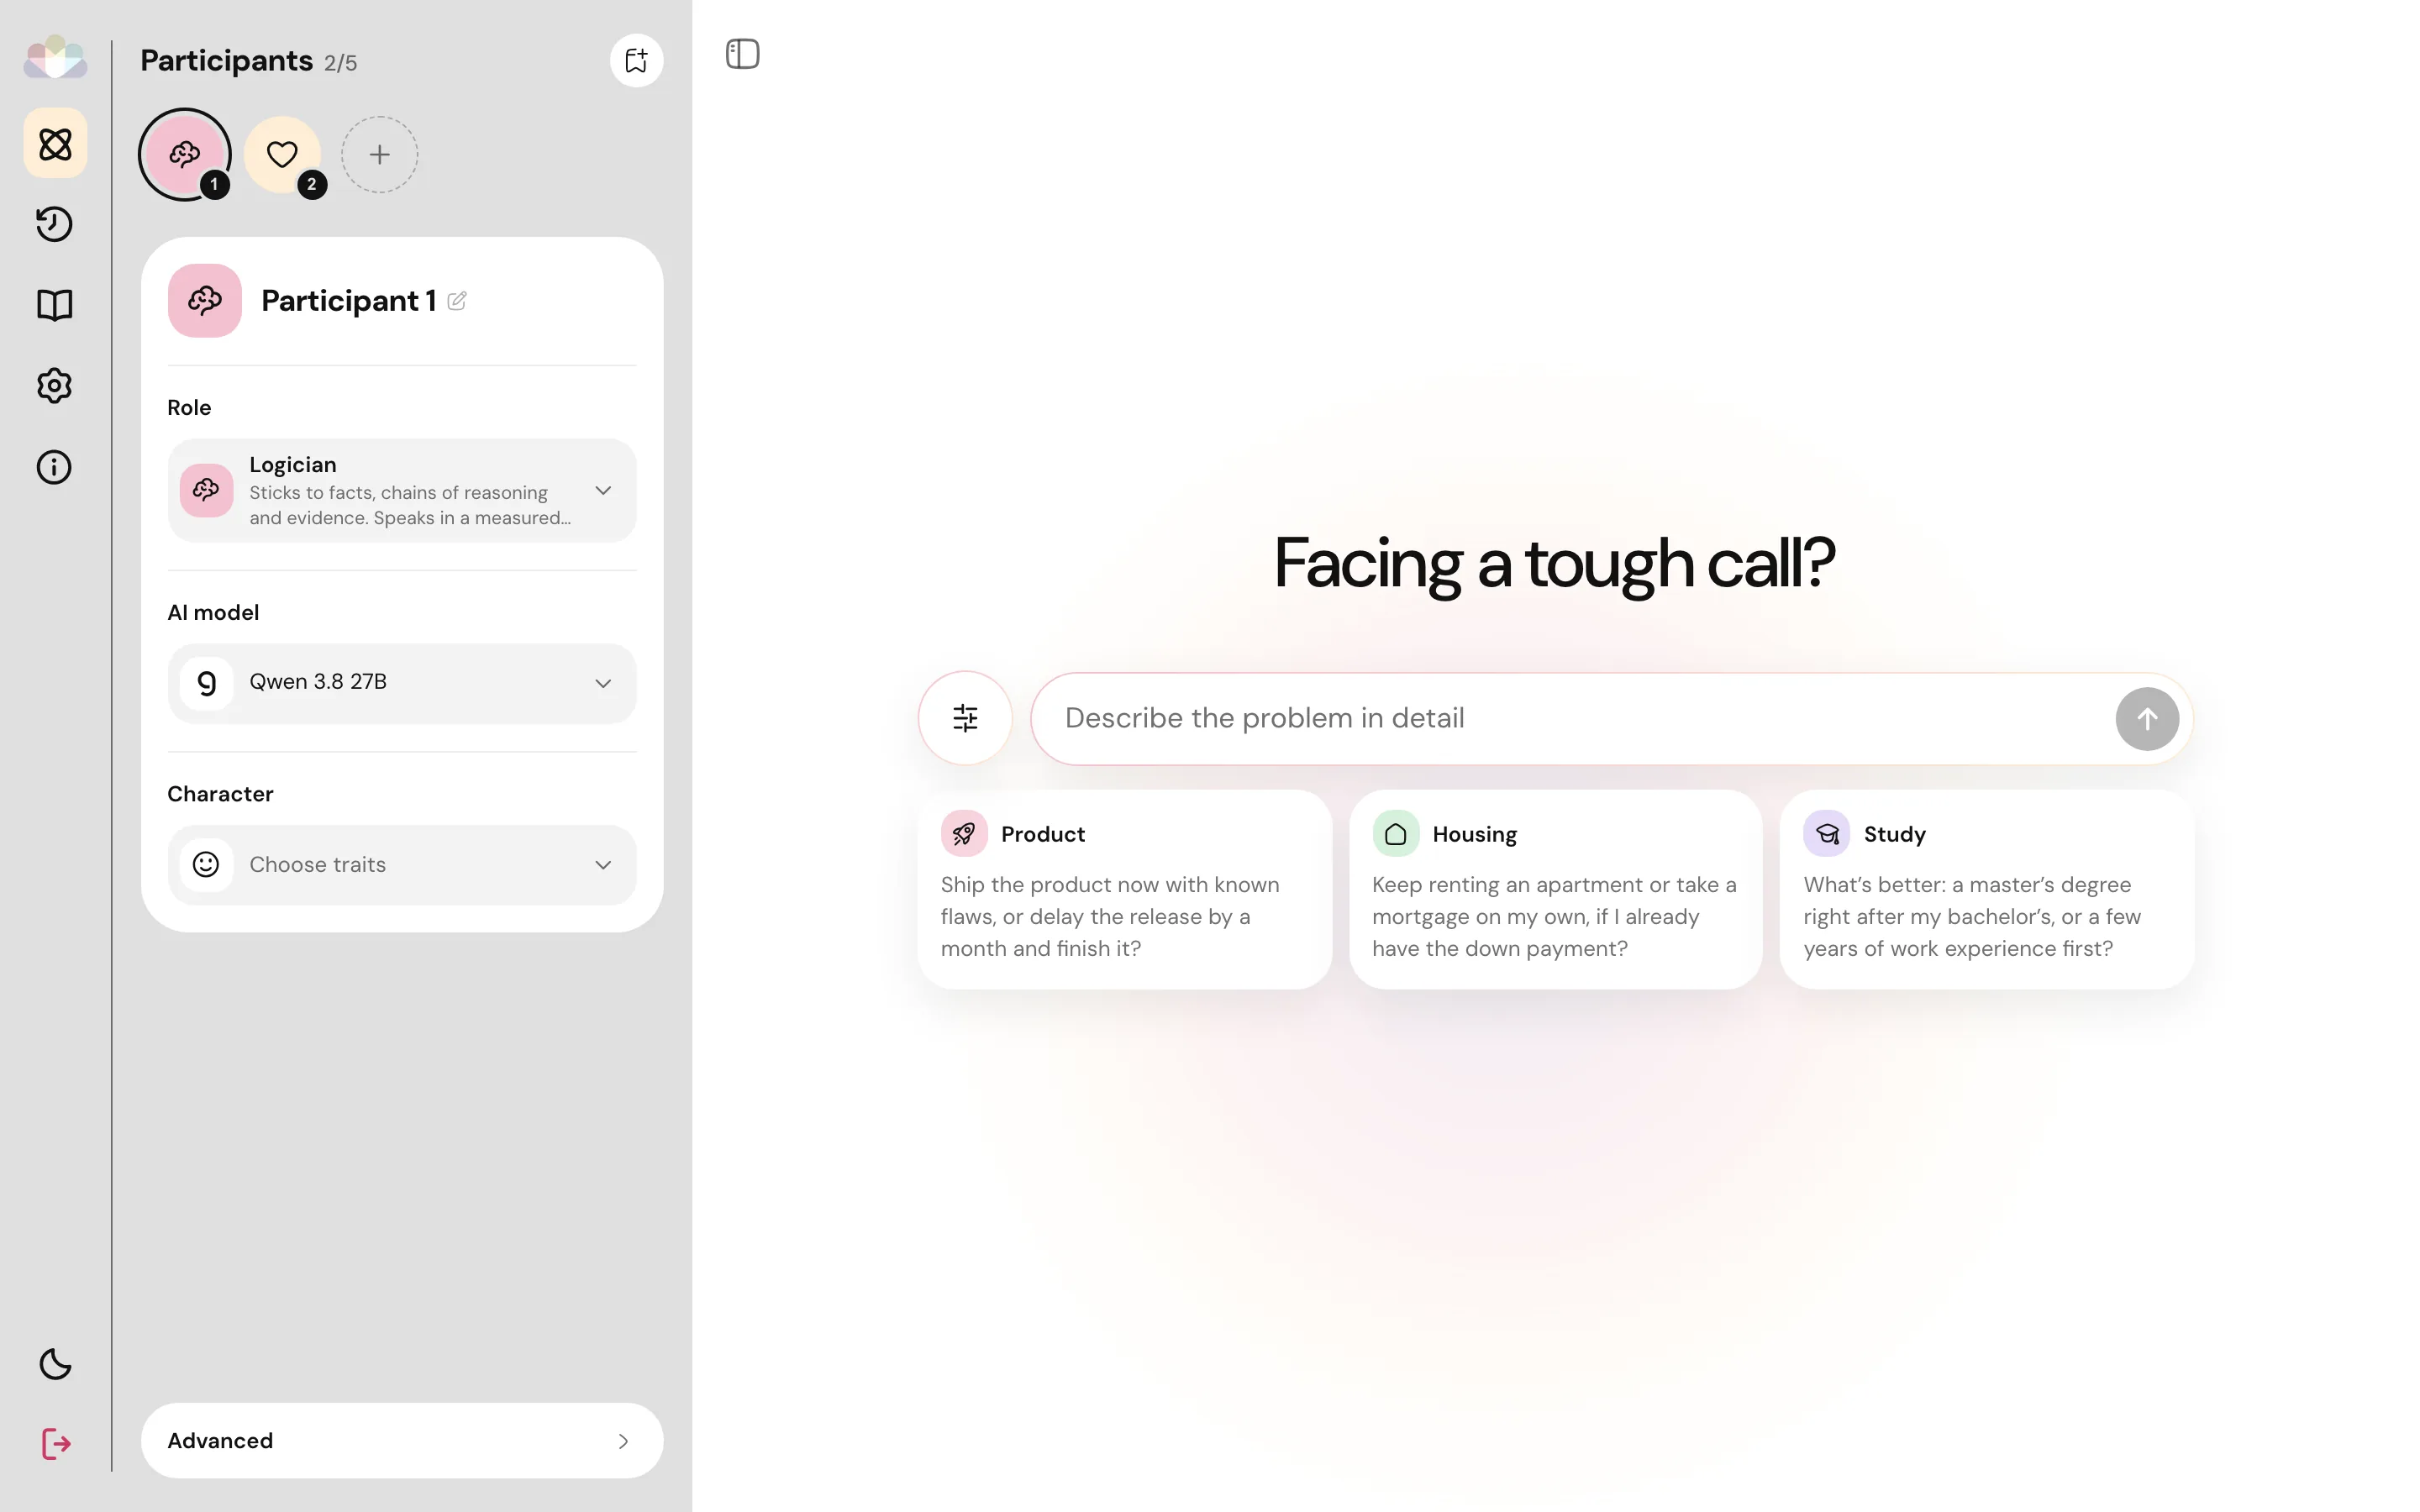 Participants 2/5
1
2
Participant 1
Role
Logician
Sticks to facts, chains of reasoning
and evidence. Speaks in a measured...
AI model
Qwen 3.8 27B
Character
Choose traits
Advanced
Facing a tough call?
Describe the problem in detail
Product
Ship the product now with known
flaws, or delay the release by a
month and finish it?
Housing
Keep renting an apartment or take a
mortgage on my own, if I already
have the down payment?
Study
What’s better: a master’s degree
right after my bachelor’s, or a few
years of work experience first?